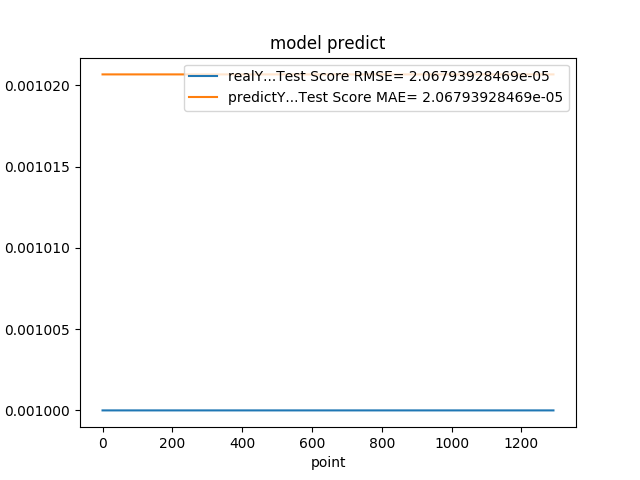 model predict
realY...Test Score RMSE= 2.06793928469e-05
predictY...Test Score MAE= 2.06793928469e-05
0.001020
0.001015
0.001010
0.001005
0.001000
0 200 400 600 800 1000 1200
point